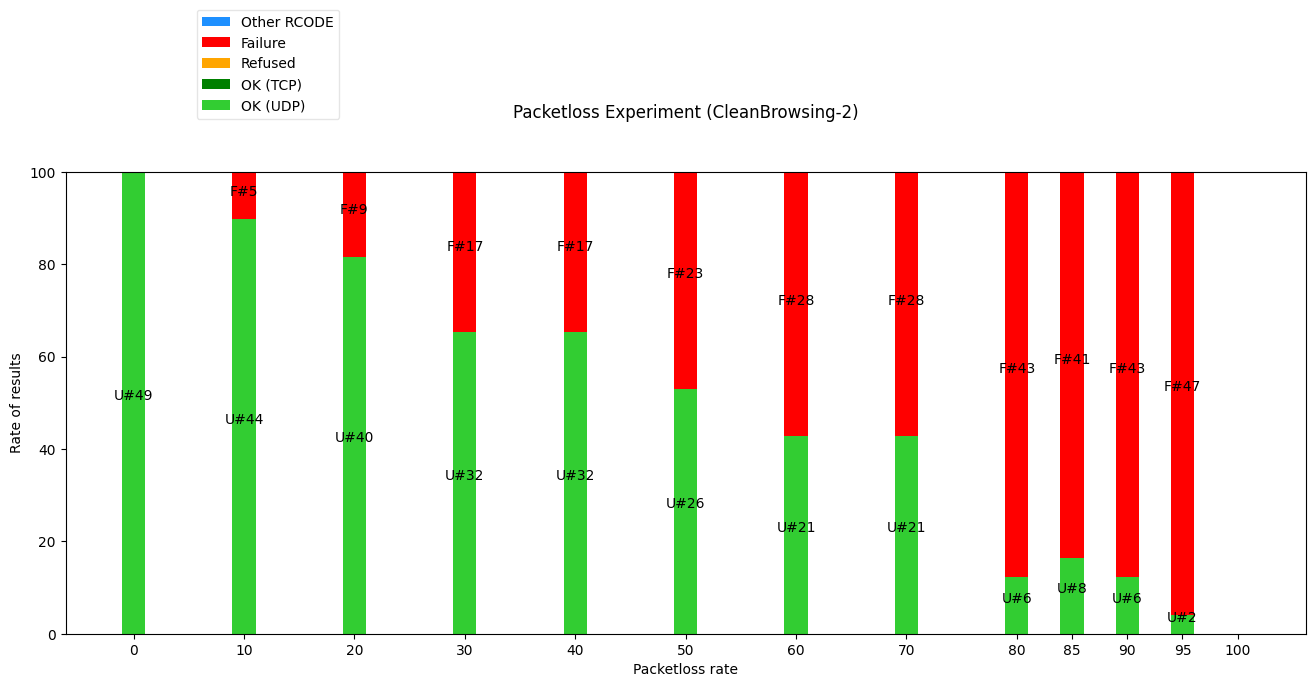 Other RCODE
Failure
Refused
OK (TCP)
OK (UDP)
Packetloss Experiment (CleanBrowsing-2)
Rate of results
100
80
60
40
20
0
U#49
F#5
U#44
F#9
U#40
F#17
U#32
F#17
U#32
F#23
U#26
F#28
U#21
F#28
U#21
F#43
U#6
F#41
U#8
F#43
U#6
F#47
U#2
0 10 20 30 40 50 60 70 80 85 90 95 100
Packetloss rate